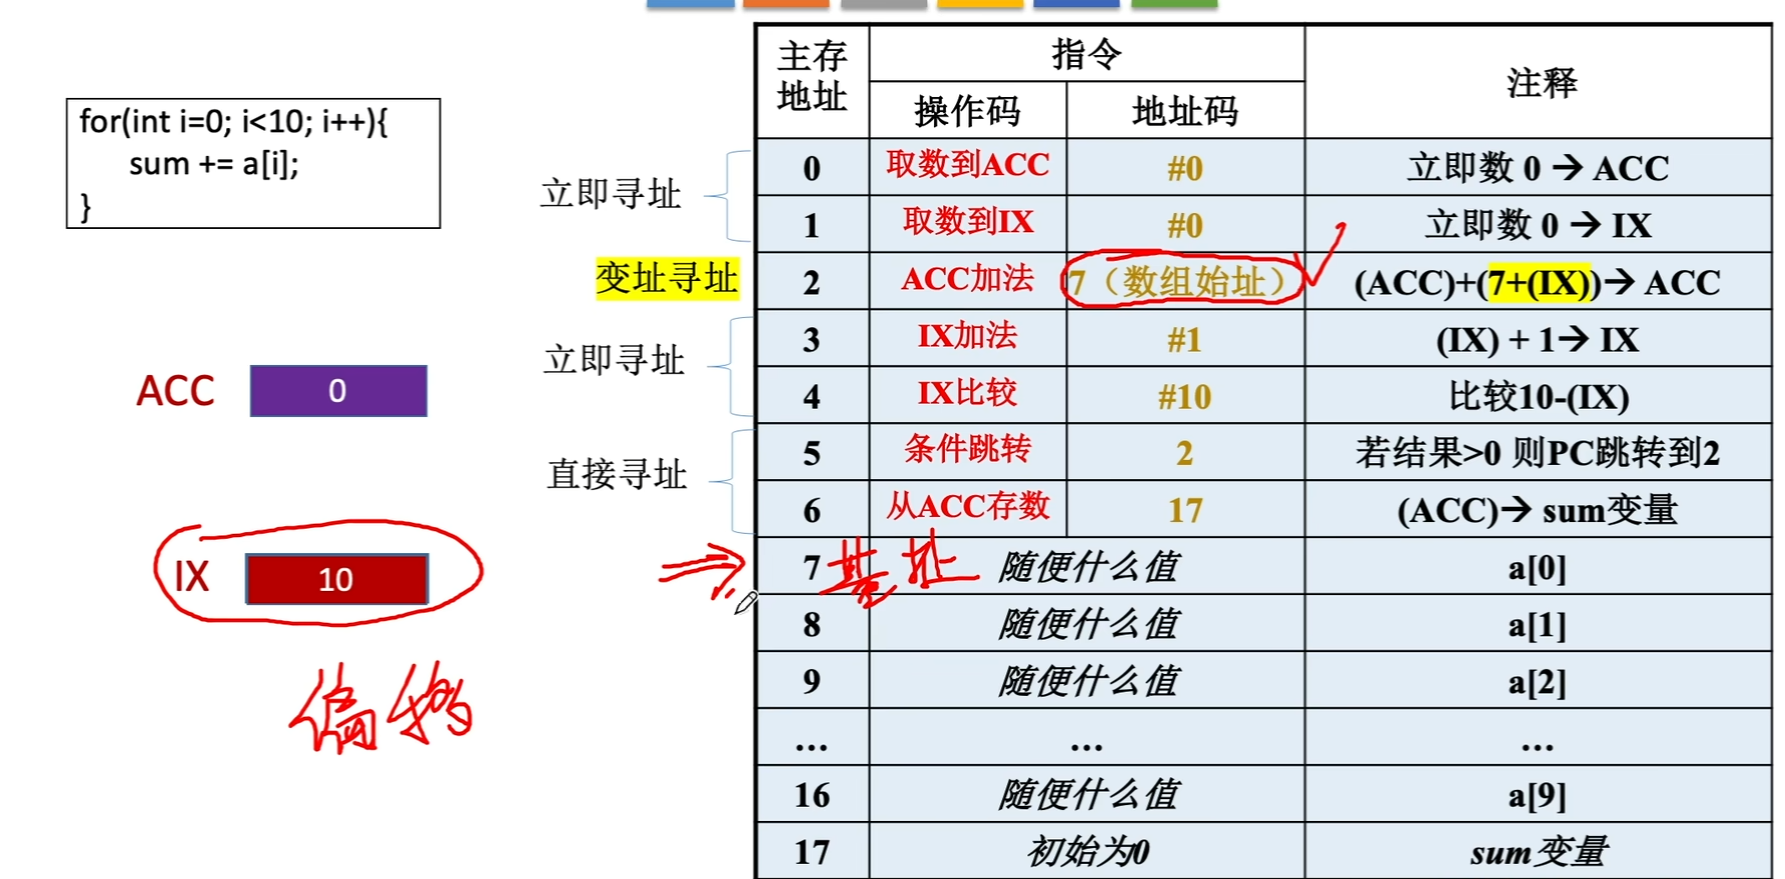 for(int i=0; i<10; i++){
sum += a[i];
}
ACC 0
IX 10
偏移
立即寻址
变址寻址
立即寻址
直接寻址
主存地址 指令 注释
操作码 地址码
0 取数到ACC #0 立即数 0 → ACC
1 取数到IX #0 立即数 0 → IX
2 ACC加法 7（数组始址） (ACC)+(7+(IX))→ ACC
3 IX加法 #1 (IX) + 1→ IX
4 IX比较 #10 比较10-(IX)
5 条件跳转 2 若结果>0 则PC跳转到2
6 从ACC存数 17 (ACC)→ sum变量
7 基址 随便什么值 a[0]
8 随便什么值 a[1]
9 随便什么值 a[2]
... ... ...
16 随便什么值 a[9]
17 初始为0 sum变量